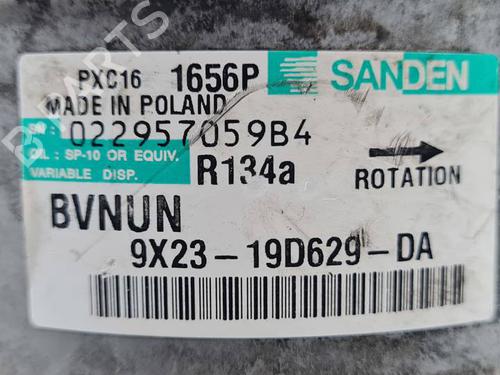 PXC16 1656P SANDEN
MADE IN POLAND
S/N: 022957059B4
OIL: SP-10 OR EQUIV.
VARIABLE DISP.
R134a
ROTATION
BVNUN
9X23-19D629-DA
B PARTS